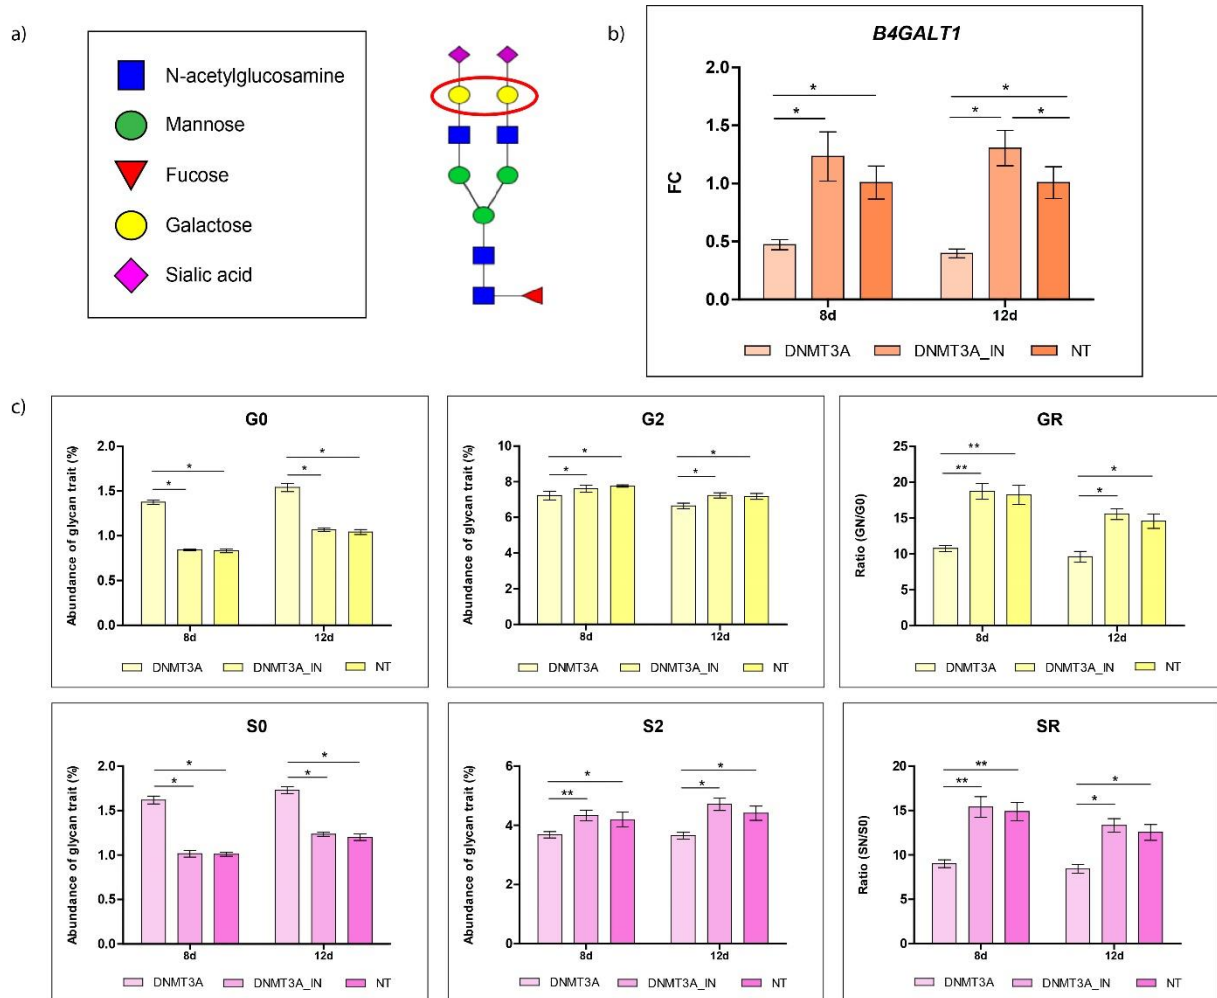 a)
N-acetylglucosamine
Mannose
Fucose
Galactose
Sialic acid
b)
B4GALT1
FC
2.0
1.5
1.0
0.5
0.0
* * * * *
8d 12d
DNMT3A DNMT3A_IN NT
c)
G0
Abundance of glycan trait (%)
2.0
1.5
1.0
0.5
0.0
* * * *
8d 12d
DNMT3A DNMT3A_IN NT
G2
Abundance of glycan trait (%)
10
8
6
4
2
0
* * * *
8d 12d
DNMT3A DNMT3A_IN NT
GR
Ratio (GN/G0)
25
20
15
10
5
0
** ** * *
8d 12d
DNMT3A DNMT3A_IN NT
S0
Abundance of glycan trait (%)
2.0
1.5
1.0
0.5
0.0
* * * *
8d 12d
DNMT3A DNMT3A_IN NT
S2
Abundance of glycan trait (%)
6
4
2
0
* ** * *
8d 12d
DNMT3A DNMT3A_IN NT
SR
Ratio (SN/S0)
20
15
10
5
0
** ** * *
8d 12d
DNMT3A DNMT3A_IN NT